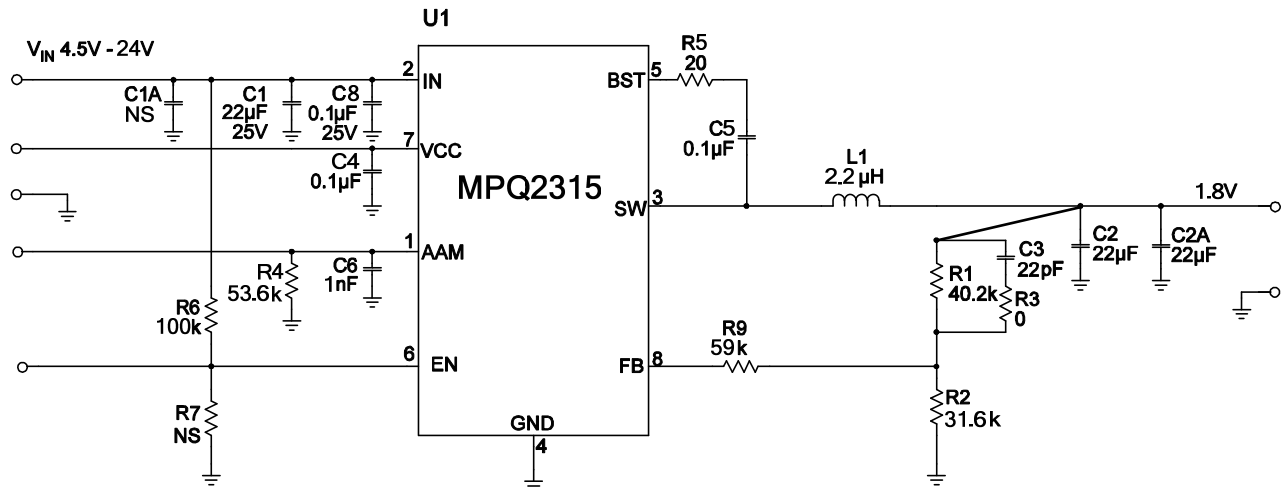 U1
V_IN 4.5V - 24V
2
IN
C1A
NS
C1
22µF
25V
C8
0.1µF
25V
7
VCC
C4
0.1µF
1
AAM
R4
53.6k
C6
1nF
R6
100k
6
EN
R7
NS
MPQ2315
GND
4
BST
5
R5
20
C5
0.1µF
SW
3
L1
2.2 µH
1.8V
C2
22µF
C2A
22µF
C3
22pF
R1
40.2k
R3
0
FB
8
R9
59k
R2
31.6k